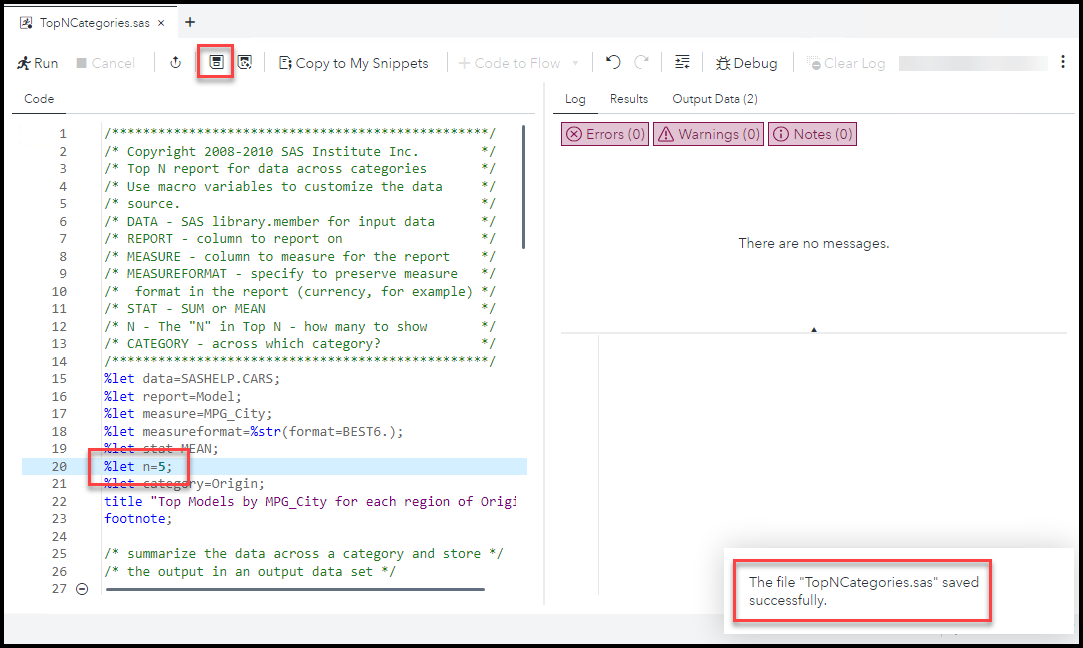 TopNCategories.sas
Run
Cancel
Copy to My Snippets
Code to Flow
Debug
Clear Log
Code
1 /*************************************************/
2 /* Copyright 2008-2010 SAS Institute Inc. */
3 /* Top N report for data across categories */
4 /* Use macro variables to customize the data */
5 /* source. */
6 /* DATA - SAS library.member for input data */
7 /* REPORT - column to report on */
8 /* MEASURE - column to measure for the report */
9 /* MEASUREFORMAT - specify to preserve measure */
10 /*  format in the report (currency, for example) */
11 /* STAT - SUM or MEAN */
12 /* N - The "N" in Top N - how many to show */
13 /* CATEGORY - across which category? */
14 /*************************************************/
15 %let data=SASHELP.CARS;
16 %let report=Model;
17 %let measure=MPG_City;
18 %let measureformat=%str(format=BEST6.);
19 %let stat=MEAN;
20 %let n=5;
21 %let category=Origin;
22 title "Top Models by MPG_City for each region of Origi
23 footnote;
24
25 /* summarize the data across a category and store */
26 /* the output in an output data set */
27
Log Results Output Data (2)
Errors (0) Warnings (0) Notes (0)
There are no messages.
The file "TopNCategories.sas" saved
successfully.